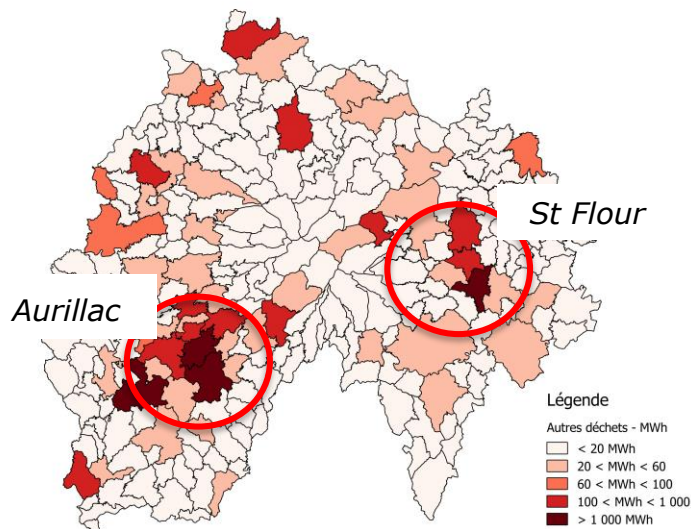 St Flour
Aurillac
Légende
Autres déchets - MWh
< 20 MWh
20 < MWh < 60
60 < MWh < 100
100 < MWh < 1 000
> 1 000 MWh